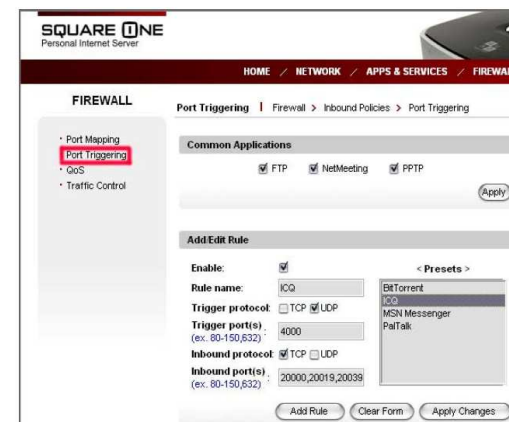 SQUARE ONE
Personal Internet Server
HOME / NETWORK / APPS & SERVICES / FIREWA
FIREWALL
Port Triggering | Firewall > Inbound Policies > Port Triggering
· Port Mapping
Port Triggering
· QoS
· Traffic Control
Common Applications
FTP NetMeeting PPTP
Apply
Add/Edit Rule
Enable:
< Presets >
Rule name: ICQ
BitTorrent
ICQ
MSN Messenger
PalTalk
Trigger protocol: TCP UDP
Trigger port(s) : 4000
(ex. 80-150,632)
Inbound protocol: TCP UDP
Inbound port(s) : 20000,20019,20039
(ex. 80-150,632)
Add Rule Clear Form Apply Changes